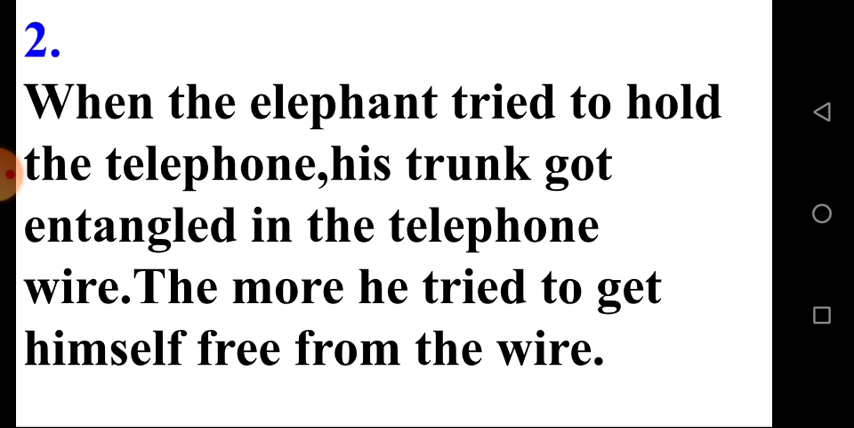 2.
When the elephant tried to hold
the telephone,his trunk got
entangled in the telephone
wire.The more he tried to get
himself free from the wire.